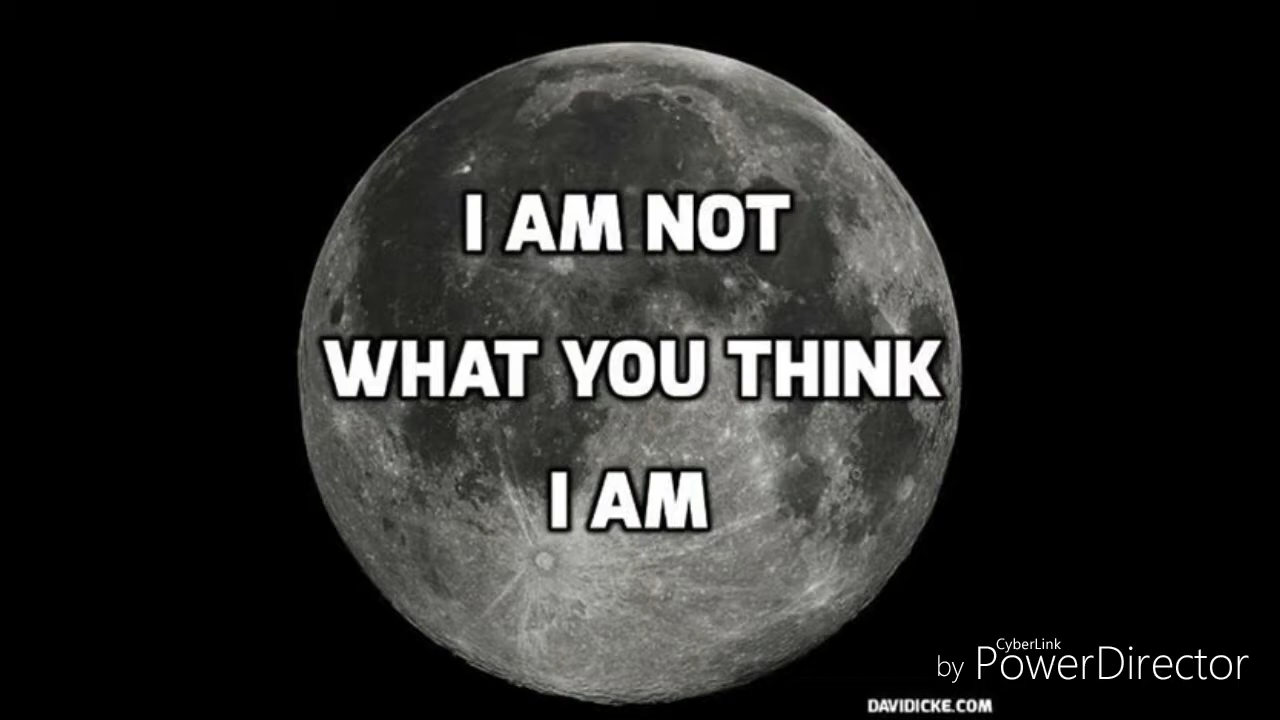 I AM NOT
WHAT YOU THINK
I AM
CyberLink
by PowerDirector
DAVIDICKE.COM